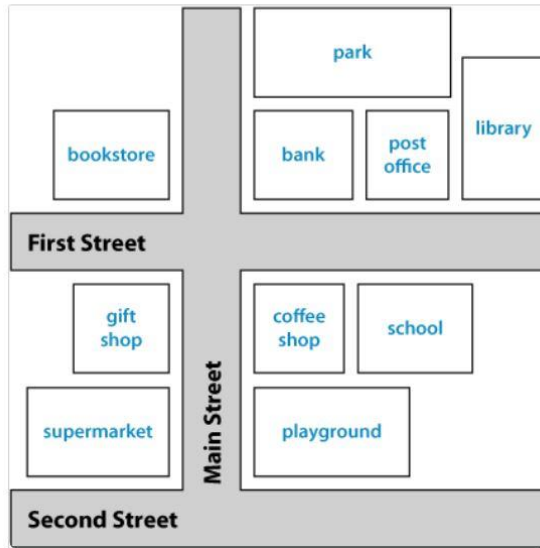 park
library
bookstore
bank
post
office
First Street
gift
shop
coffee
shop
school
Main Street
supermarket
playground
Second Street